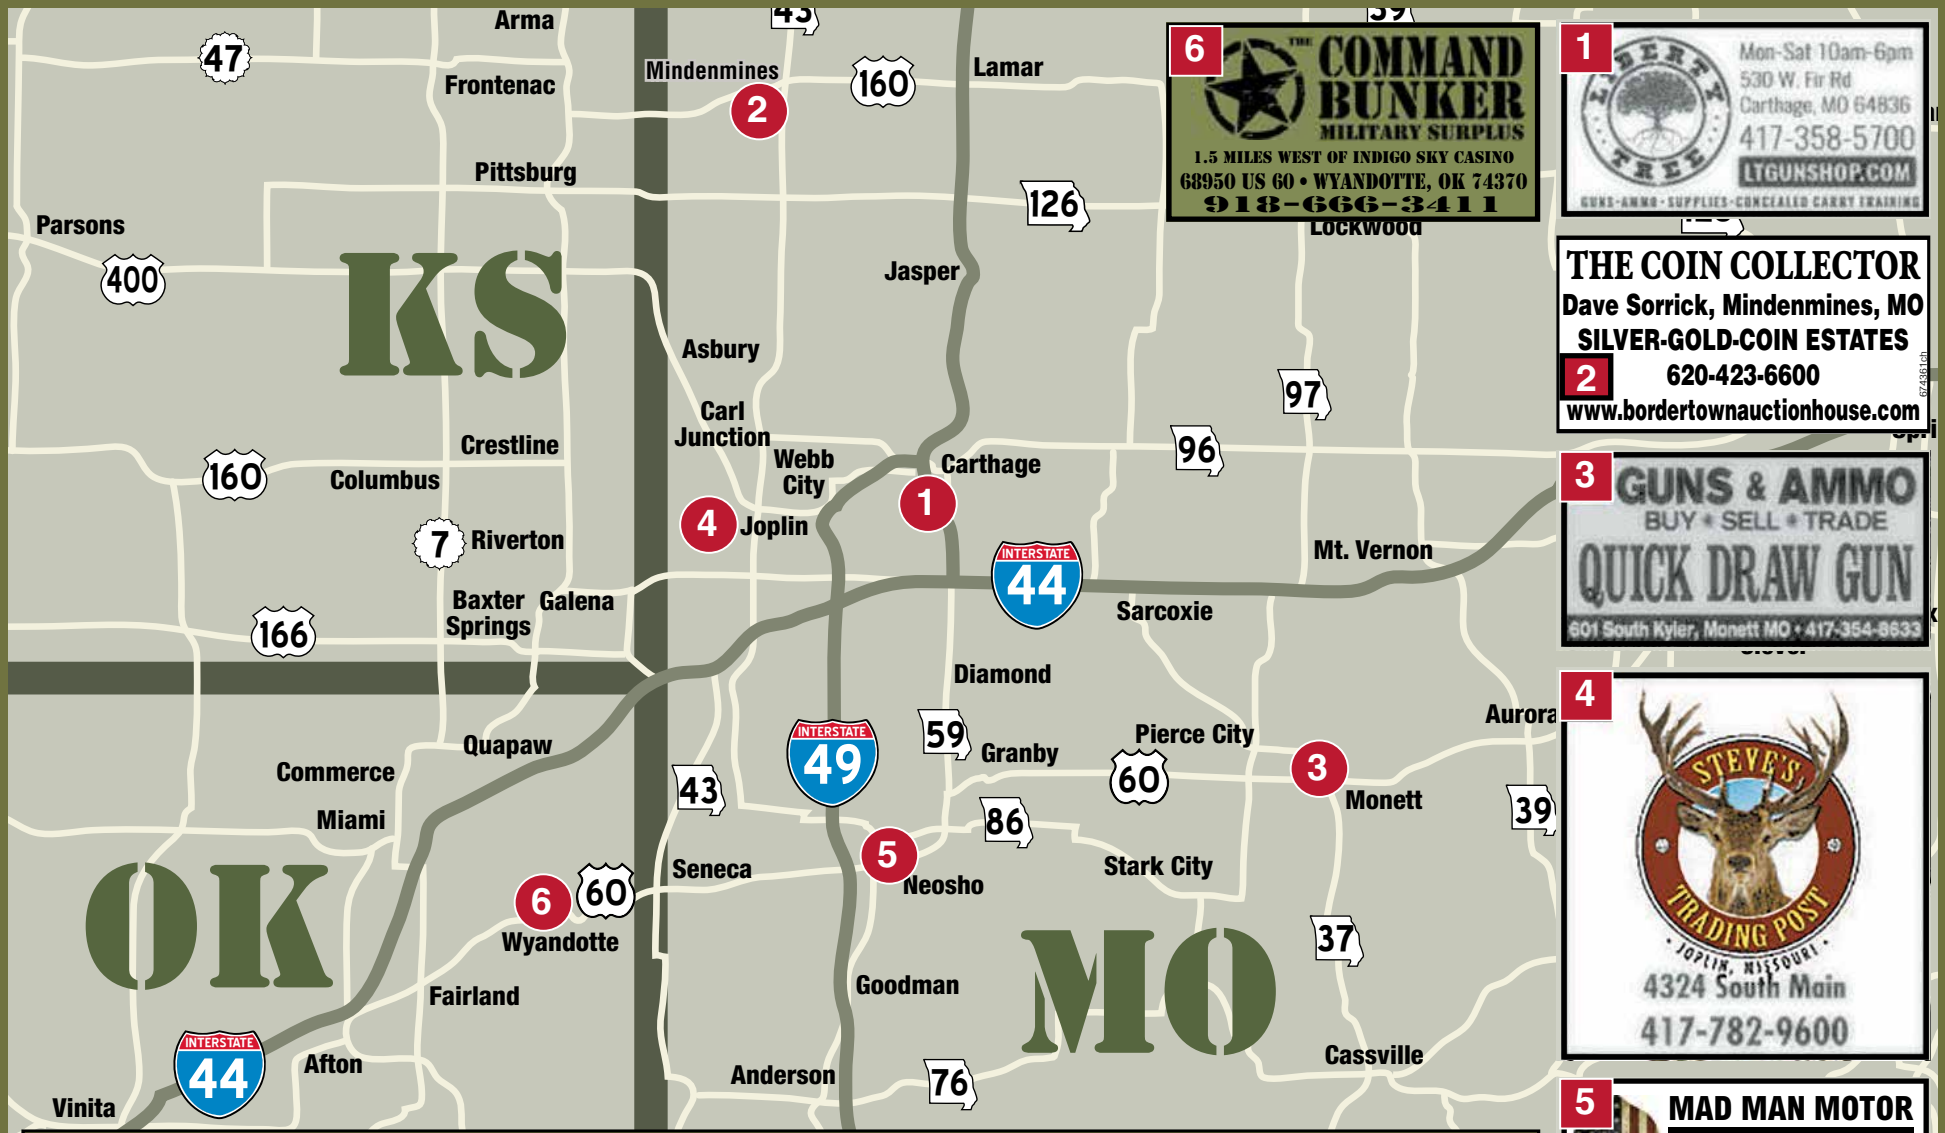 Arma
43
39
47
Frontenac
Mindenmines
2
160
Lamar
Pittsburg
126
Parsons
400
KS
Lockwood
Jasper
Asbury
97
Carl
Junction
96
Crestline
160
Columbus
Webb
City
Carthage
1
4
Joplin
7
Riverton
INTERSTATE
44
Mt. Vernon
Baxter
Springs
Galena
Sarcoxie
166
Diamond
Quapaw
Commerce
INTERSTATE
49
59
Granby
Pierce City
60
3
Aurora
43
Monett
39
Miami
86
5
Seneca
Stark City
Neosho
OK
6
60
Wyandotte
MO
37
Fairland
Goodman
INTERSTATE
44
Afton
Cassville
Anderson
76
Vinita
6
THE COMMAND
BUNKER
MILITARY SURPLUS
1.5 MILES WEST OF INDIGO SKY CASINO
68950 US 60 • WYANDOTTE, OK 74370
918-666-3411
1
LIBERTY
TREE
Mon-Sat 10am-6pm
530 W. Fir Rd
Carthage, MO 64836
417-358-5700
LTGUNSHOP.COM
GUNS-AMMO-SUPPLIES-CONCEALED CARRY TRAINING
THE COIN COLLECTOR
Dave Sorrick, Mindenmines, MO
SILVER-GOLD-COIN ESTATES
2
620-423-6600
www.bordertownauctionhouse.com
674361ch
3
GUNS & AMMO
BUY • SELL • TRADE
QUICK DRAW GUN
601 South Kyler, Monett MO • 417-354-8633
4
STEVE'S
TRADING POST
• JOPLIN, MISSOURI •
4324 South Main
417-782-9600
5
MAD MAN MOTOR